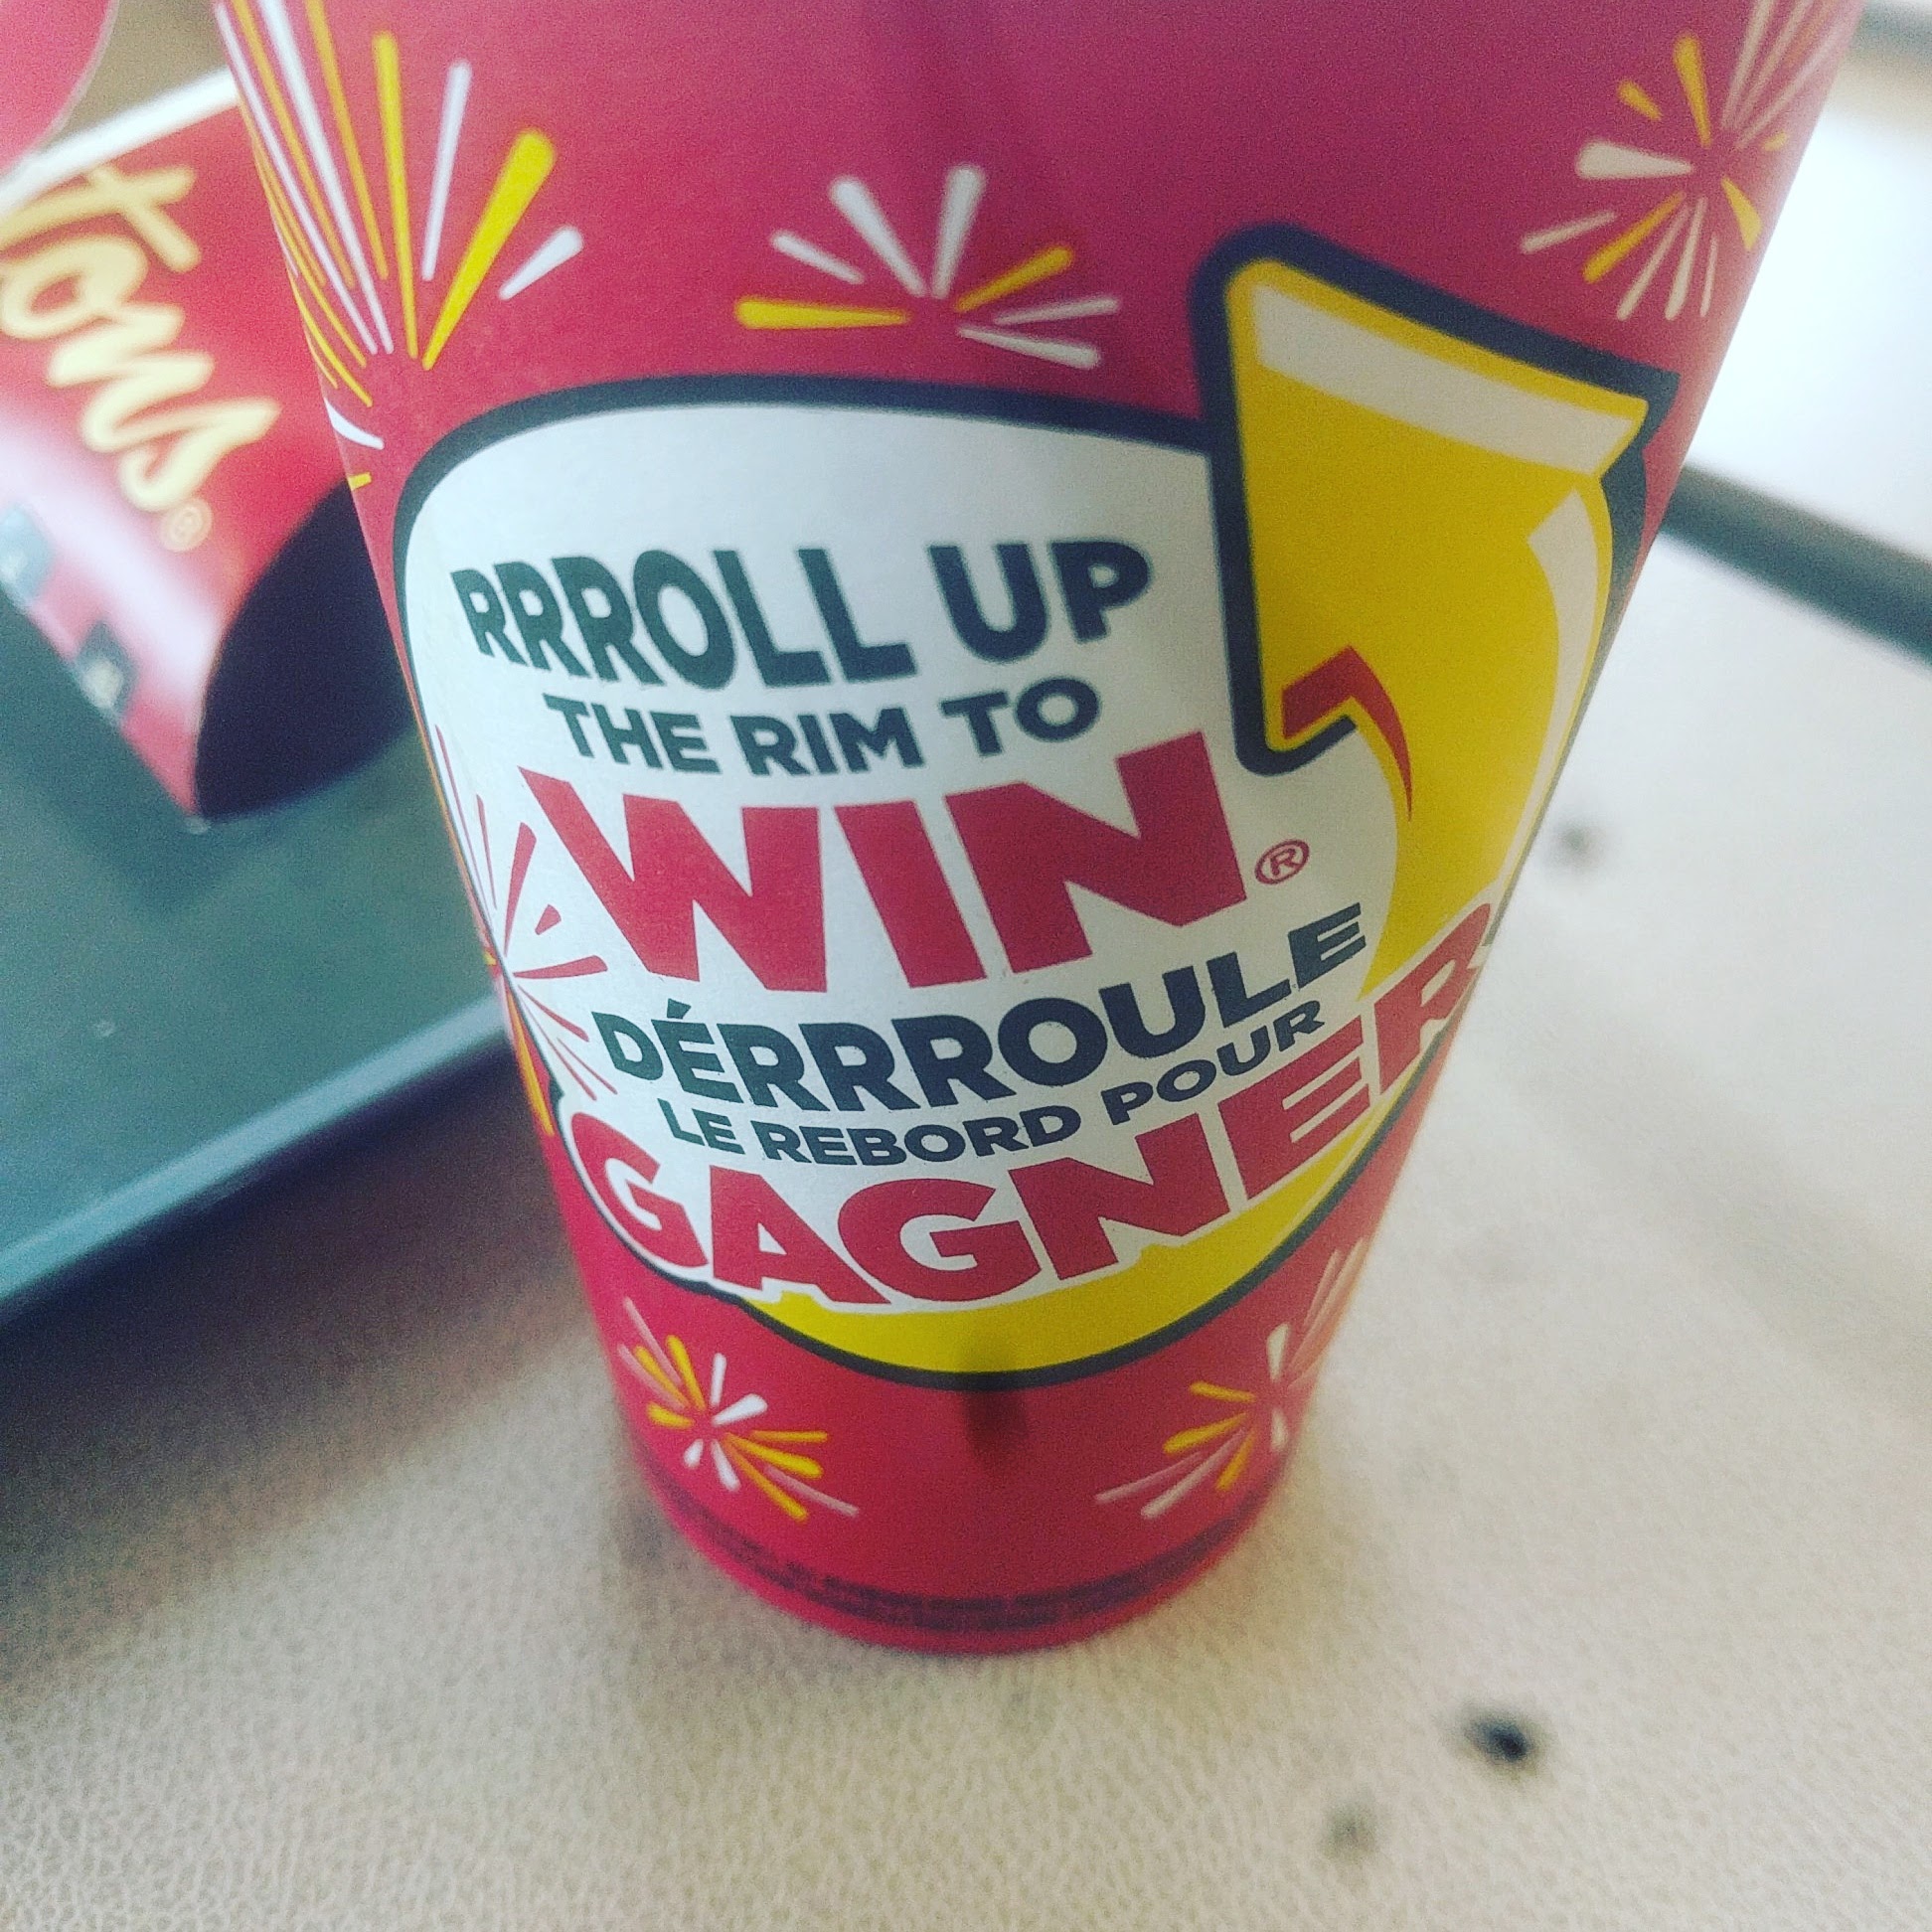 tons®
RRROLL UP
THE RIM TO
WIN®
DÉRRROULE
LE REBORD POUR
GAGNER